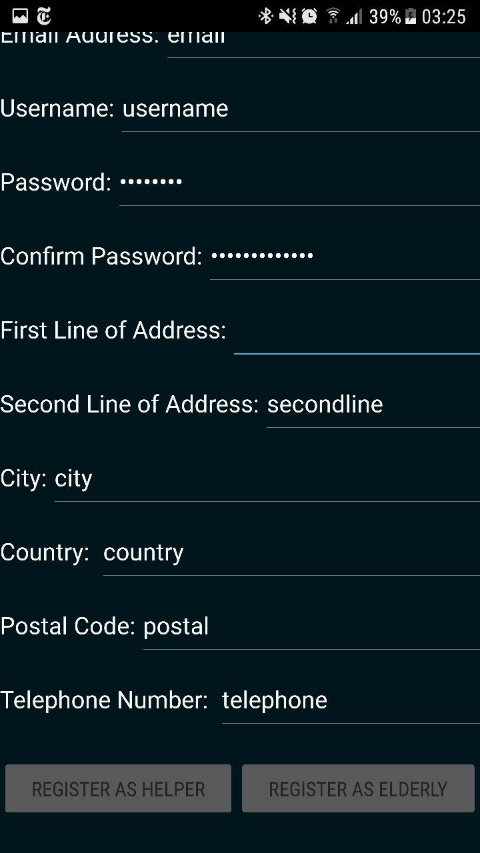 39% 03:25
Email Address: email
Username: username
Password: ••••••••
Confirm Password: •••••••••••••
First Line of Address:
Second Line of Address: secondline
City: city
Country: country
Postal Code: postal
Telephone Number: telephone
REGISTER AS HELPER REGISTER AS ELDERLY